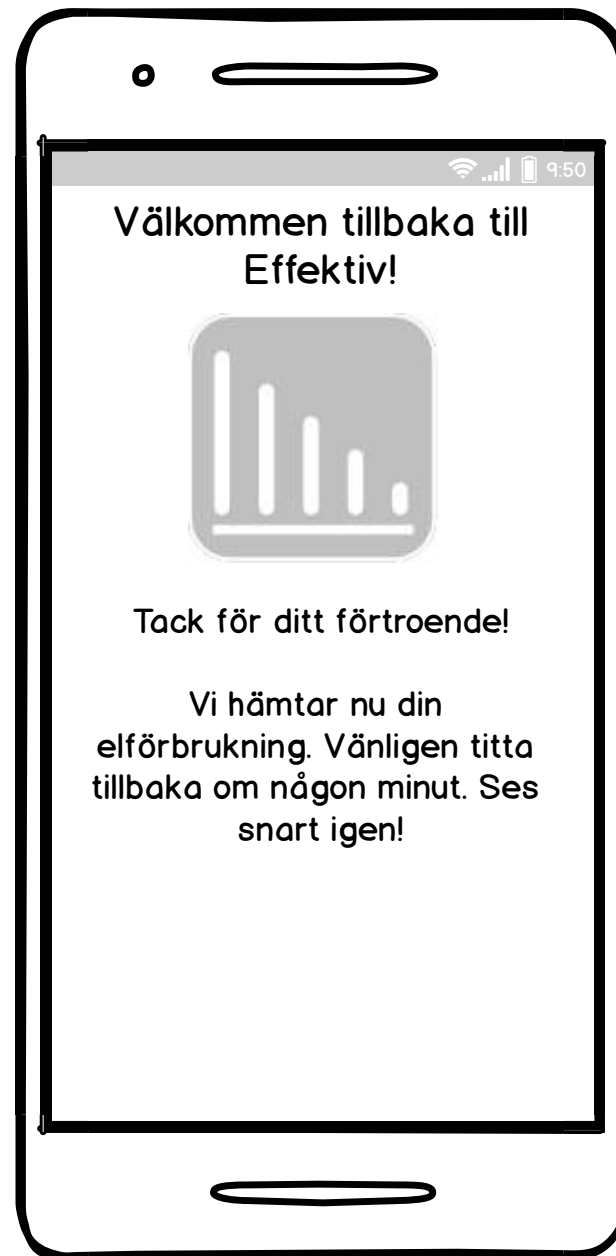 9:50
Välkommen tillbaka till
Effektiv!
Tack för ditt förtroende!
Vi hämtar nu din
elförbrukning. Vänligen titta
tillbaka om någon minut. Ses
snart igen!